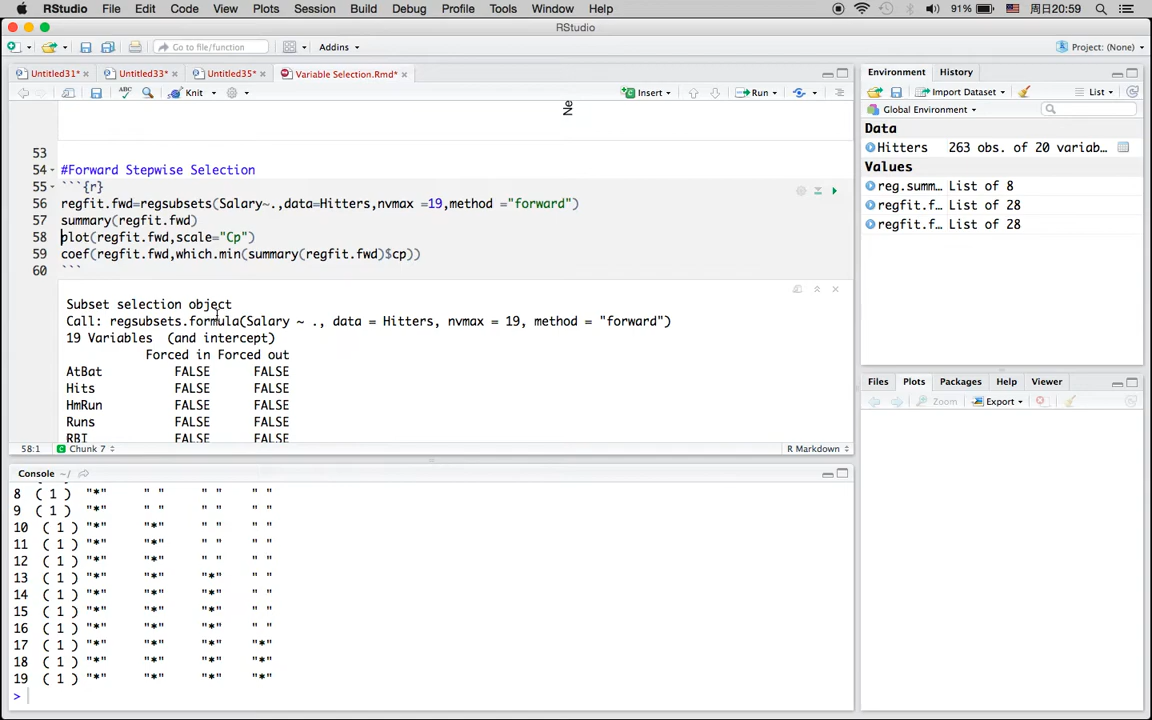 RStudio File Edit Code View Plots Session Build Debug Profile Tools Window Help 91% 周日20:59
RStudio
Go to file/function Addins Project: (None)
Untitled31* Untitled33* Untitled35* Variable Selection.Rmd*
Knit Insert Run
Ne
53
54 #Forward Stepwise Selection
55 ```{r}
56 regfit.fwd=regsubsets(Salary~.,data=Hitters,nvmax =19,method ="forward")
57 summary(regfit.fwd)
58 plot(regfit.fwd,scale="Cp")
59 coef(regfit.fwd,which.min(summary(regfit.fwd)$cp))
60 ```
Subset selection object
Call: regsubsets.formula(Salary ~ ., data = Hitters, nvmax = 19, method = "forward")
19 Variables (and intercept)
Forced in Forced out
AtBat FALSE FALSE
Hits FALSE FALSE
HmRun FALSE FALSE
Runs FALSE FALSE
RBI FALSE FALSE
58:1 Chunk 7 R Markdown
Console ~/
8 ( 1 ) "*" " " " " " "
9 ( 1 ) "*" " " " " " "
10 ( 1 ) "*" "*" " " " "
11 ( 1 ) "*" "*" " " " "
12 ( 1 ) "*" "*" " " " "
13 ( 1 ) "*" "*" "*" " "
14 ( 1 ) "*" "*" "*" " "
15 ( 1 ) "*" "*" "*" " "
16 ( 1 ) "*" "*" "*" " "
17 ( 1 ) "*" "*" "*" "*"
18 ( 1 ) "*" "*" "*" "*"
19 ( 1 ) "*" "*" "*" "*"
>
Environment History
Import Dataset List
Global Environment
Data
Hitters 263 obs. of 20 variab...
Values
reg.summ... List of 8
regfit.f... List of 28
regfit.f... List of 28
Files Plots Packages Help Viewer
Zoom Export